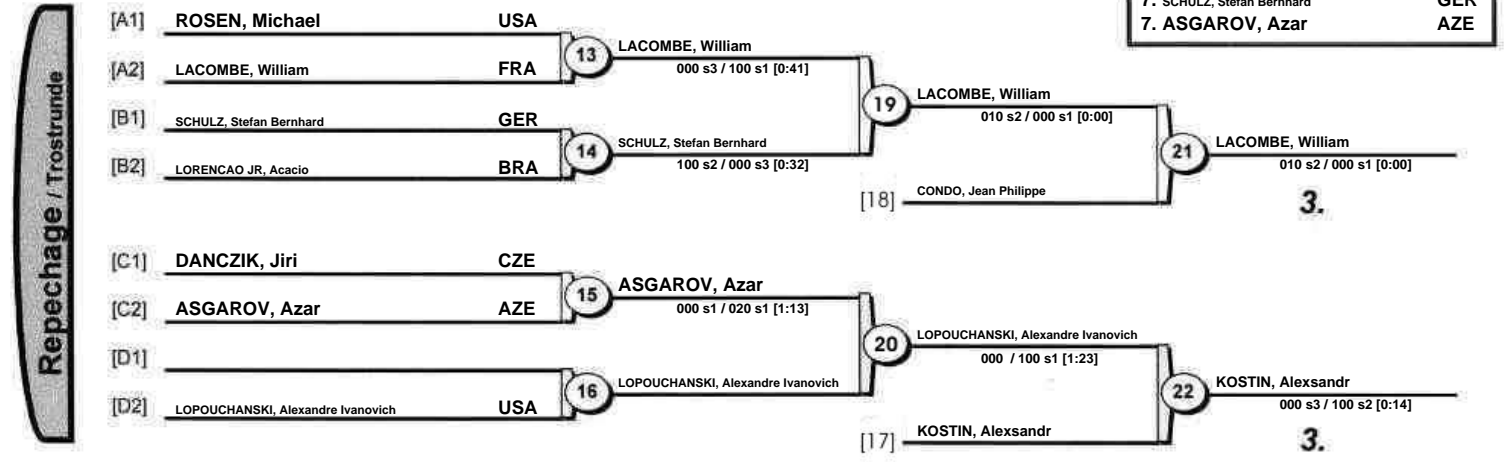 7. SCHULZ, Stefan Bernhard GER
7. ASGAROV, Azar AZE
Repechage / Trostrunde
[A1] ROSEN, Michael USA
[A2] LACOMBE, William FRA
13
LACOMBE, William
000 s3 / 100 s1 [0:41]
[B1] SCHULZ, Stefan Bernhard GER
[B2] LORENCAO JR, Acacio BRA
14
SCHULZ, Stefan Bernhard
100 s2 / 000 s3 [0:32]
19
LACOMBE, William
010 s2 / 000 s1 [0:00]
[18] CONDO, Jean Philippe
21
LACOMBE, William
010 s2 / 000 s1 [0:00]
3.
[C1] DANCZIK, Jiri CZE
[C2] ASGAROV, Azar AZE
15
ASGAROV, Azar
000 s1 / 020 s1 [1:13]
[D1]
[D2] LOPOUCHANSKI, Alexandre Ivanovich USA
16
LOPOUCHANSKI, Alexandre Ivanovich
20
LOPOUCHANSKI, Alexandre Ivanovich
000 / 100 s1 [1:23]
[17] KOSTIN, Alexsandr
22
KOSTIN, Alexsandr
000 s3 / 100 s2 [0:14]
3.